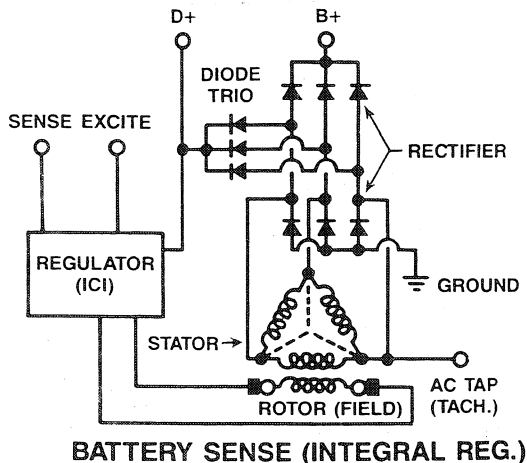 D+
B+
DIODE
TRIO
SENSE EXCITE
RECTIFIER
REGULATOR
(ICI)
GROUND
STATOR
AC TAP
(TACH.)
ROTOR (FIELD)
BATTERY SENSE (INTEGRAL REG.)